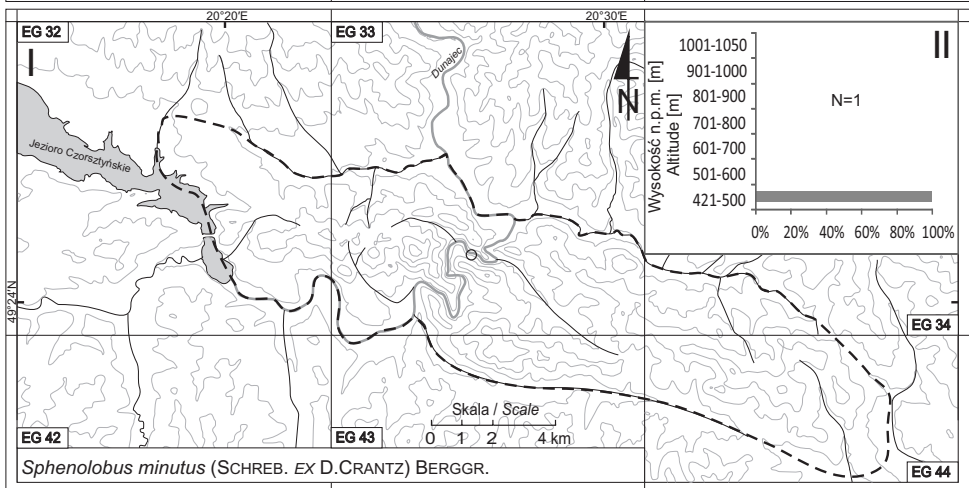 20°20'E
20°30'E
EG 32
EG 33
I
II
Dunajec
N
Jezioro Czorsztyńskie
49°24'N
Wysokość n.p.m. [m]
Altitude [m]
1001-1050
901-1000
801-900
701-800
601-700
501-600
421-500
N=1
0% 20% 40% 60% 80% 100%
EG 34
Skala / Scale
0 1 2 4 km
EG 42
EG 43
EG 44
Sphenolobus minutus (SCHREB. EX D.CRANTZ) BERGGR.